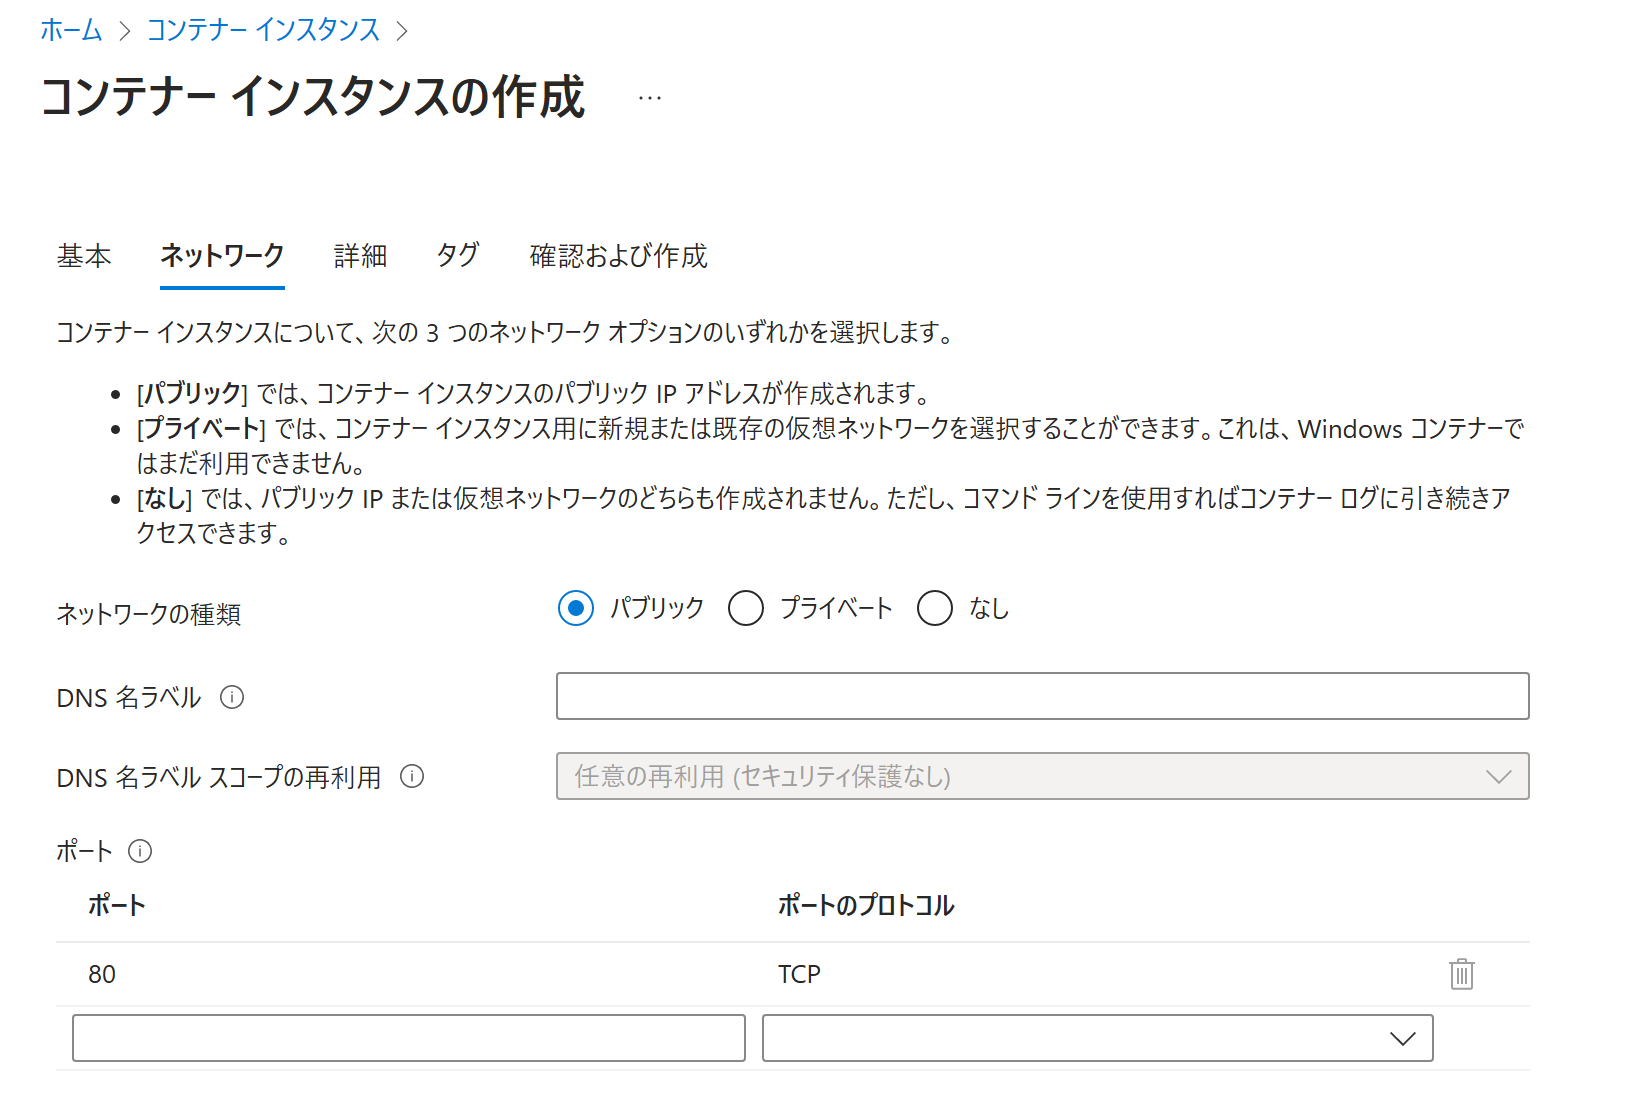 ホーム > コンテナー インスタンス >
コンテナー インスタンスの作成 …
基本 ネットワーク 詳細 タグ 確認および作成
コンテナー インスタンスについて、次の 3 つのネットワーク オプションのいずれかを選択します。
• [パブリック] では、コンテナー インスタンスのパブリック IP アドレスが作成されます。
• [プライベート] では、コンテナー インスタンス用に新規または既存の仮想ネットワークを選択することができます。これは、Windows コンテナーで
はまだ利用できません。
• [なし] では、パブリック IP または仮想ネットワークのどちらも作成されません。ただし、コマンド ラインを使用すればコンテナー ログに引き続きア
クセスできます。
ネットワークの種類 パブリック プライベート なし
DNS 名ラベル
DNS 名ラベル スコープの再利用 任意の再利用 (セキュリティ保護なし)
ポート
ポート ポートのプロトコル
80 TCP